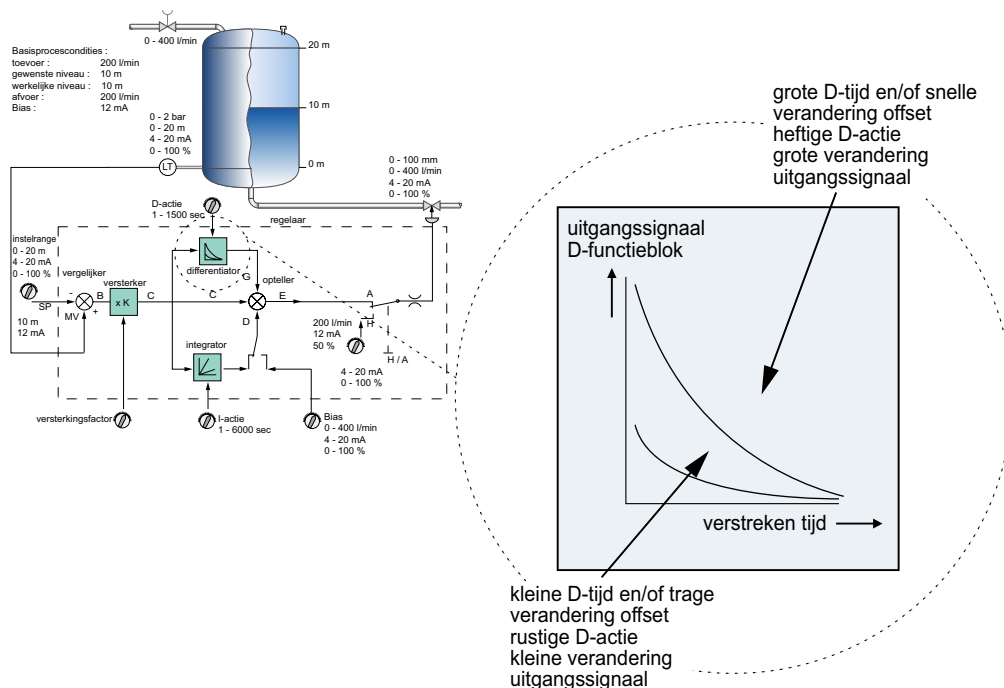 0 - 400 l/min
Basisprocescondities :
toevoer : 200 l/min
gewenste niveau : 10 m
werkelijke niveau : 10 m
afvoer : 200 l/min
Bias : 12 mA
20 m
10 m
0 m
0 - 2 bar
0 - 20 m
4 - 20 mA
0 - 100 %
LT
0 - 100 mm
0 - 400 l/min
4 - 20 mA
0 - 100 %
D-actie
1 - 1500 sec
regelaar
instelrange
0 - 20 m
4 - 20 mA
0 - 100 %
vergelijker
versterker
differentiator
opteller
G
SP
-
MV
+
B
x K
C
C
E
A
D
H
10 m
12 mA
200 l/min
12 mA
50 %
H / A
4 - 20 mA
0 - 100 %
integrator
versterkingsfactor
I-actie
1 - 6000 sec
Bias
0 - 400 l/min
4 - 20 mA
0 - 100 %
grote D-tijd en/of snelle
verandering offset
heftige D-actie
grote verandering
uitgangssignaal
uitgangssignaal
D-functieblok
verstreken tijd
kleine D-tijd en/of trage
verandering offset
rustige D-actie
kleine verandering
uitgangssignaal